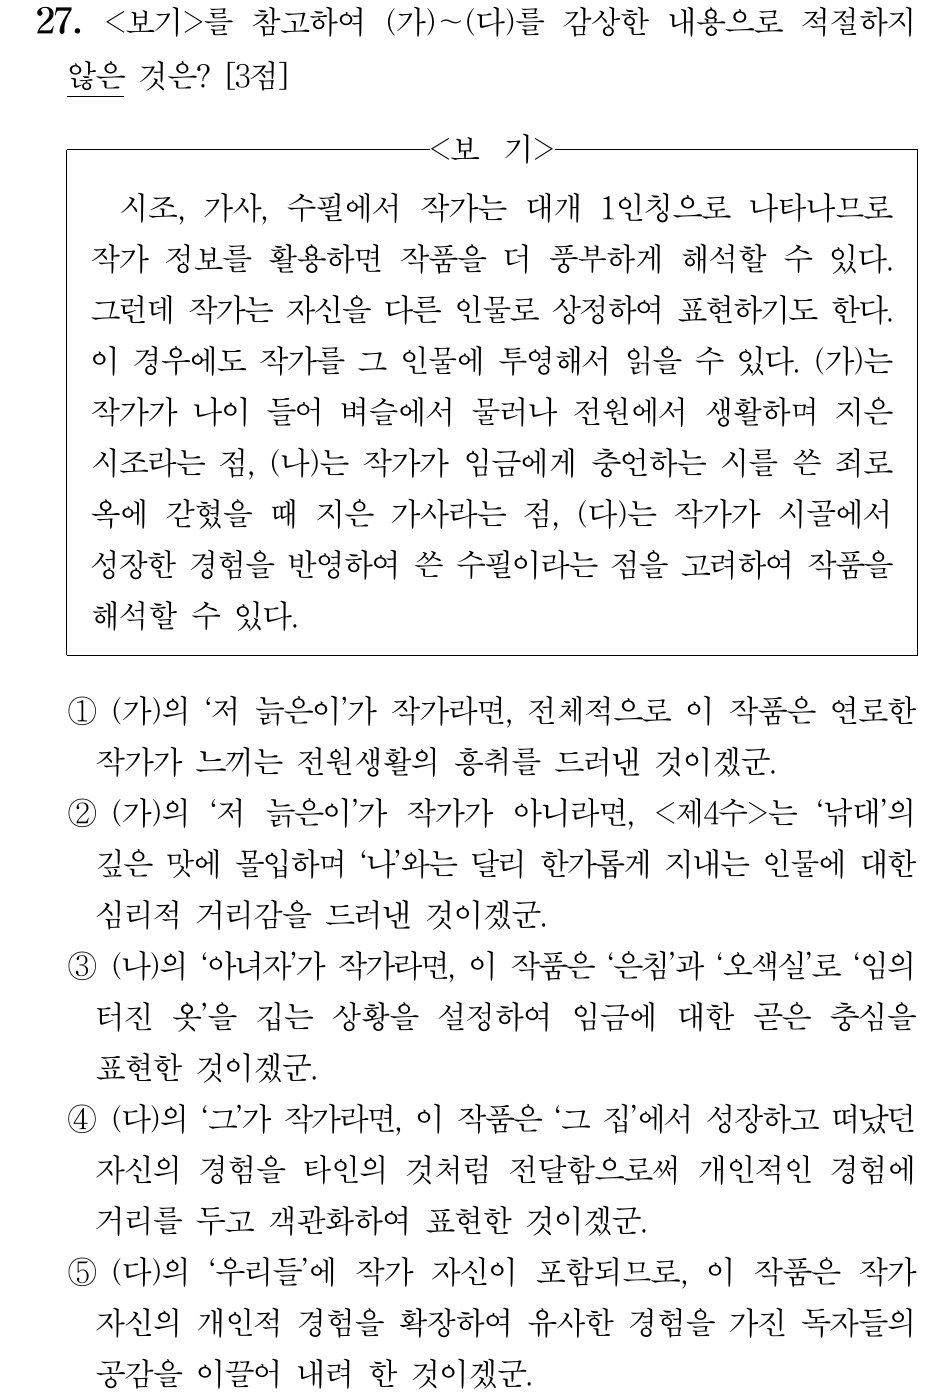 27. <보기>를 참고하여 (가)~(다)를 감상한 내용으로 적절하지
않은 것은? [3점]
<보 기>
시조, 가사, 수필에서 작가는 대개 1인칭으로 나타나므로
작가 정보를 활용하면 작품을 더 풍부하게 해석할 수 있다.
그런데 작가는 자신을 다른 인물로 상정하여 표현하기도 한다.
이 경우에도 작가를 그 인물에 투영해서 읽을 수 있다. (가)는
작가가 나이 들어 벼슬에서 물러나 전원에서 생활하며 지은
시조라는 점, (나)는 작가가 임금에게 충언하는 시를 쓴 죄로
옥에 갇혔을 때 지은 가사라는 점, (다)는 작가가 시골에서
성장한 경험을 반영하여 쓴 수필이라는 점을 고려하여 작품을
해석할 수 있다.
① (가)의 ‘저 늙은이’가 작가라면, 전체적으로 이 작품은 연로한
작가가 느끼는 전원생활의 흥취를 드러낸 것이겠군.
② (가)의 ‘저 늙은이’가 작가가 아니라면, <제4수>는 ‘낚대’의
깊은 맛에 몰입하며 ‘나’와는 달리 한가롭게 지내는 인물에 대한
심리적 거리감을 드러낸 것이겠군.
③ (나)의 ‘아녀자’가 작가라면, 이 작품은 ‘은침’과 ‘오색실’로 ‘임의
터진 옷’을 깁는 상황을 설정하여 임금에 대한 곧은 충심을
표현한 것이겠군.
④ (다)의 ‘그’가 작가라면, 이 작품은 ‘그 집’에서 성장하고 떠났던
자신의 경험을 타인의 것처럼 전달함으로써 개인적인 경험에
거리를 두고 객관화하여 표현한 것이겠군.
⑤ (다)의 ‘우리들’에 작가 자신이 포함되므로, 이 작품은 작가
자신의 개인적 경험을 확장하여 유사한 경험을 가진 독자들의
공감을 이끌어 내려 한 것이겠군.